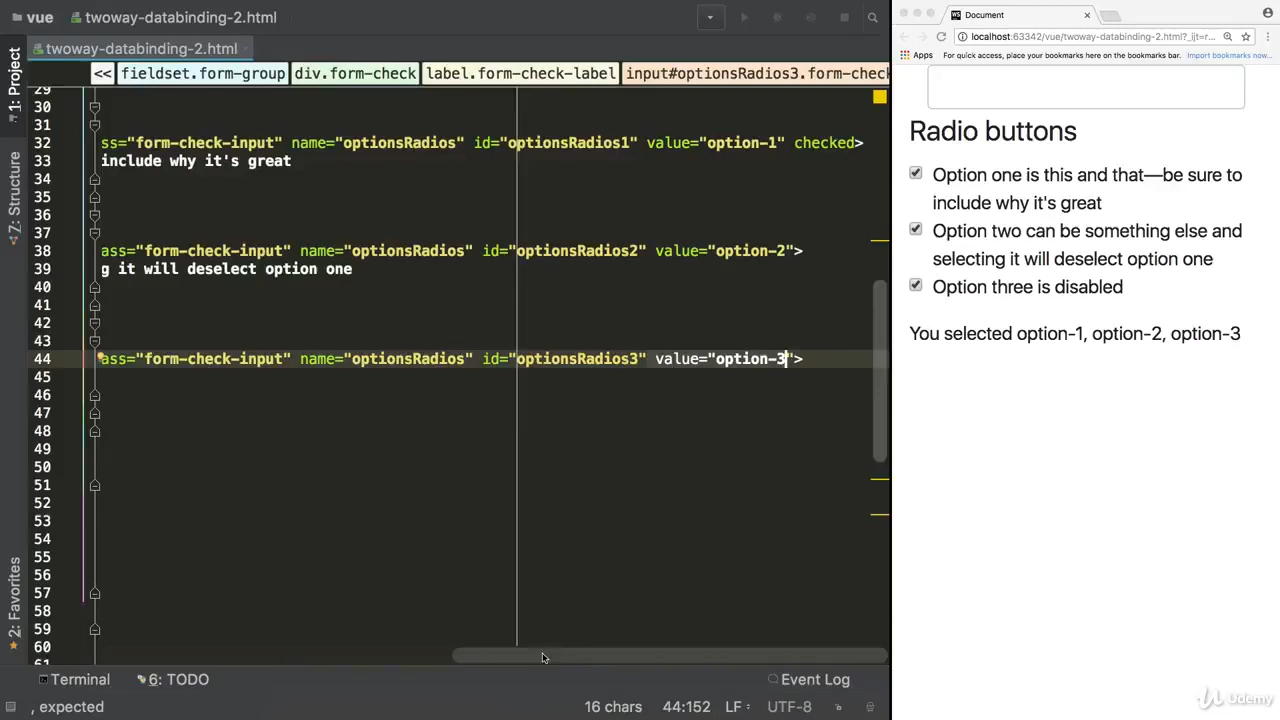 vue
twoway-databinding-2.html
twoway-databinding-2.html
<< fieldset.form-group div.form-check label.form-check-label input#optionsRadios3.form-chec
29
30
31
32 ss="form-check-input" name="optionsRadios" id="optionsRadios1" value="option-1" checked>
33 include why it's great
34
35
36
37
38 ass="form-check-input" name="optionsRadios" id="optionsRadios2" value="option-2">
39 g it will deselect option one
40
41
42
43
44 ass="form-check-input" name="optionsRadios" id="optionsRadios3" value="option-3">
45
46
47
48
49
50
51
52
53
54
55
56
57
58
59
60
61
1: Project
Z: Structure
2: Favorites
Terminal 6: TODO Event Log
, expected 16 chars 44:152 LF UTF-8
Document
localhost:63342/vue/twoway-databinding-2.html?_ijt=r...
Apps For quick access, place your bookmarks here on the bookmarks bar. Import bookmarks now...
Radio buttons
Option one is this and that—be sure to
include why it's great
Option two can be something else and
selecting it will deselect option one
Option three is disabled
You selected option-1, option-2, option-3
Udemy